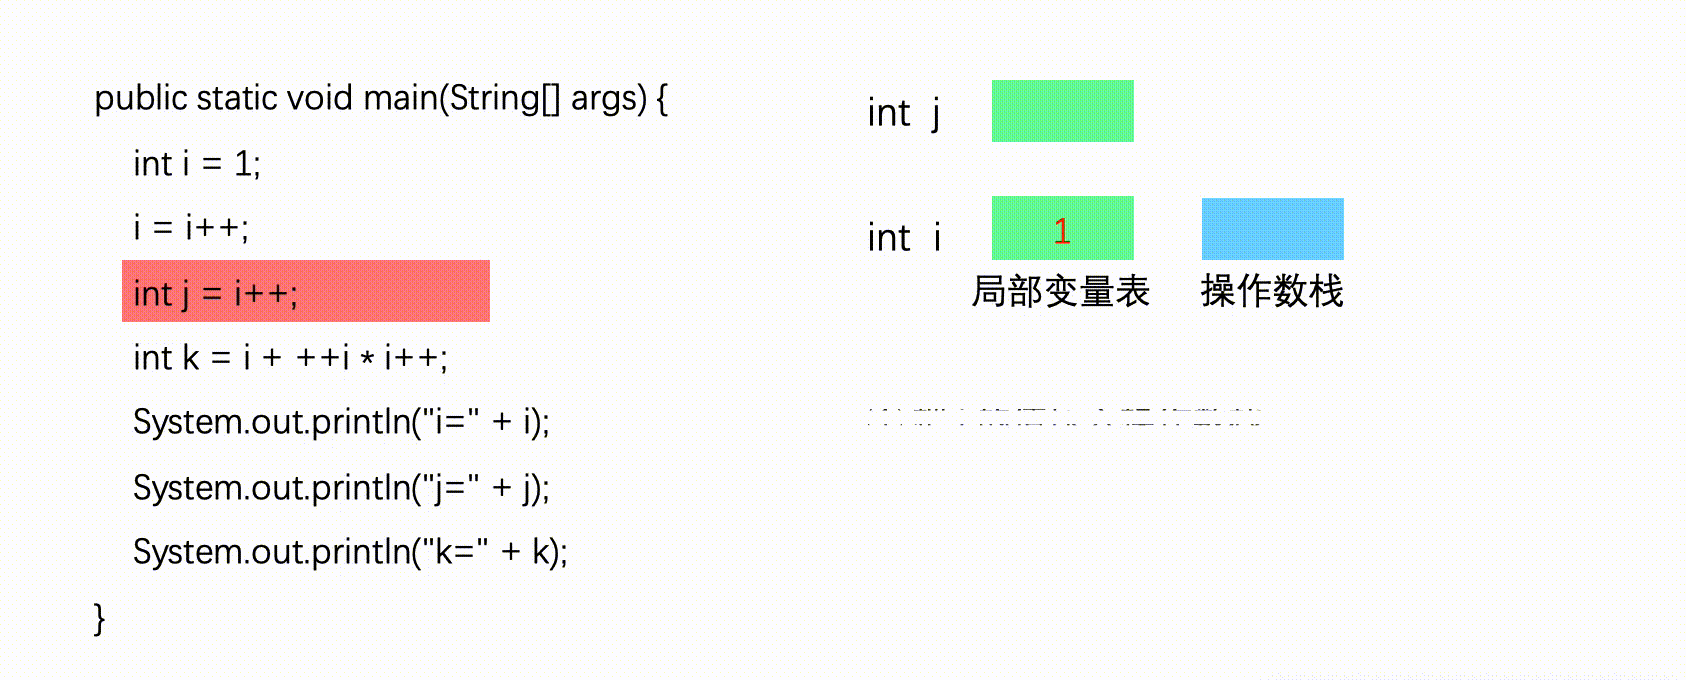 public static void main(String[] args) {
int i = 1;
i = i++;
int j = i++;
int k = i + ++i * i++;
System.out.println("i=" + i);
System.out.println("j=" + j);
System.out.println("k=" + k);
}
int j
int i 1
局部变量表 操作数栈